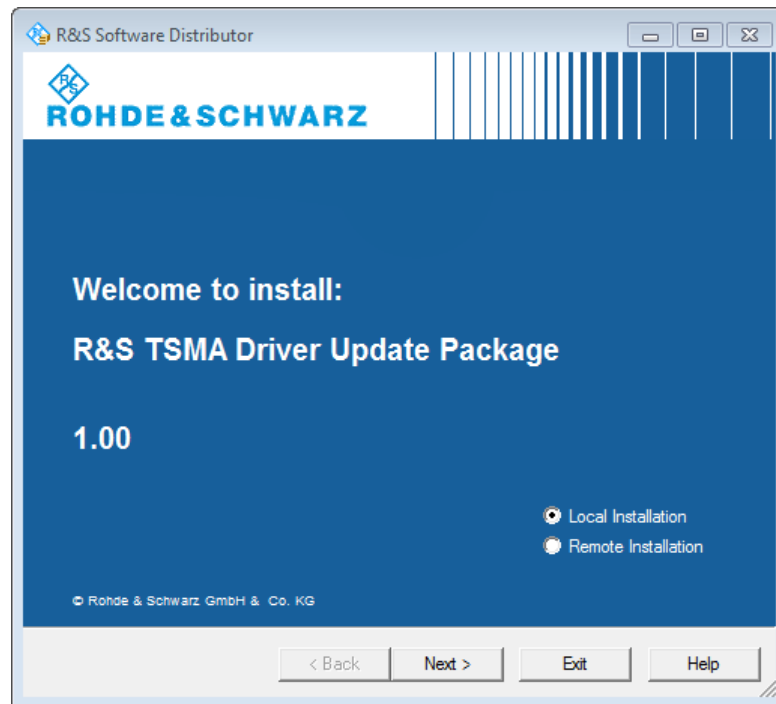 R&S Software Distributor
R&S
ROHDE&SCHWARZ
Welcome to install:
R&S TSMA Driver Update Package
1.00
Local Installation
Remote Installation
© Rohde & Schwarz GmbH & Co. KG
< Back Next > Exit Help